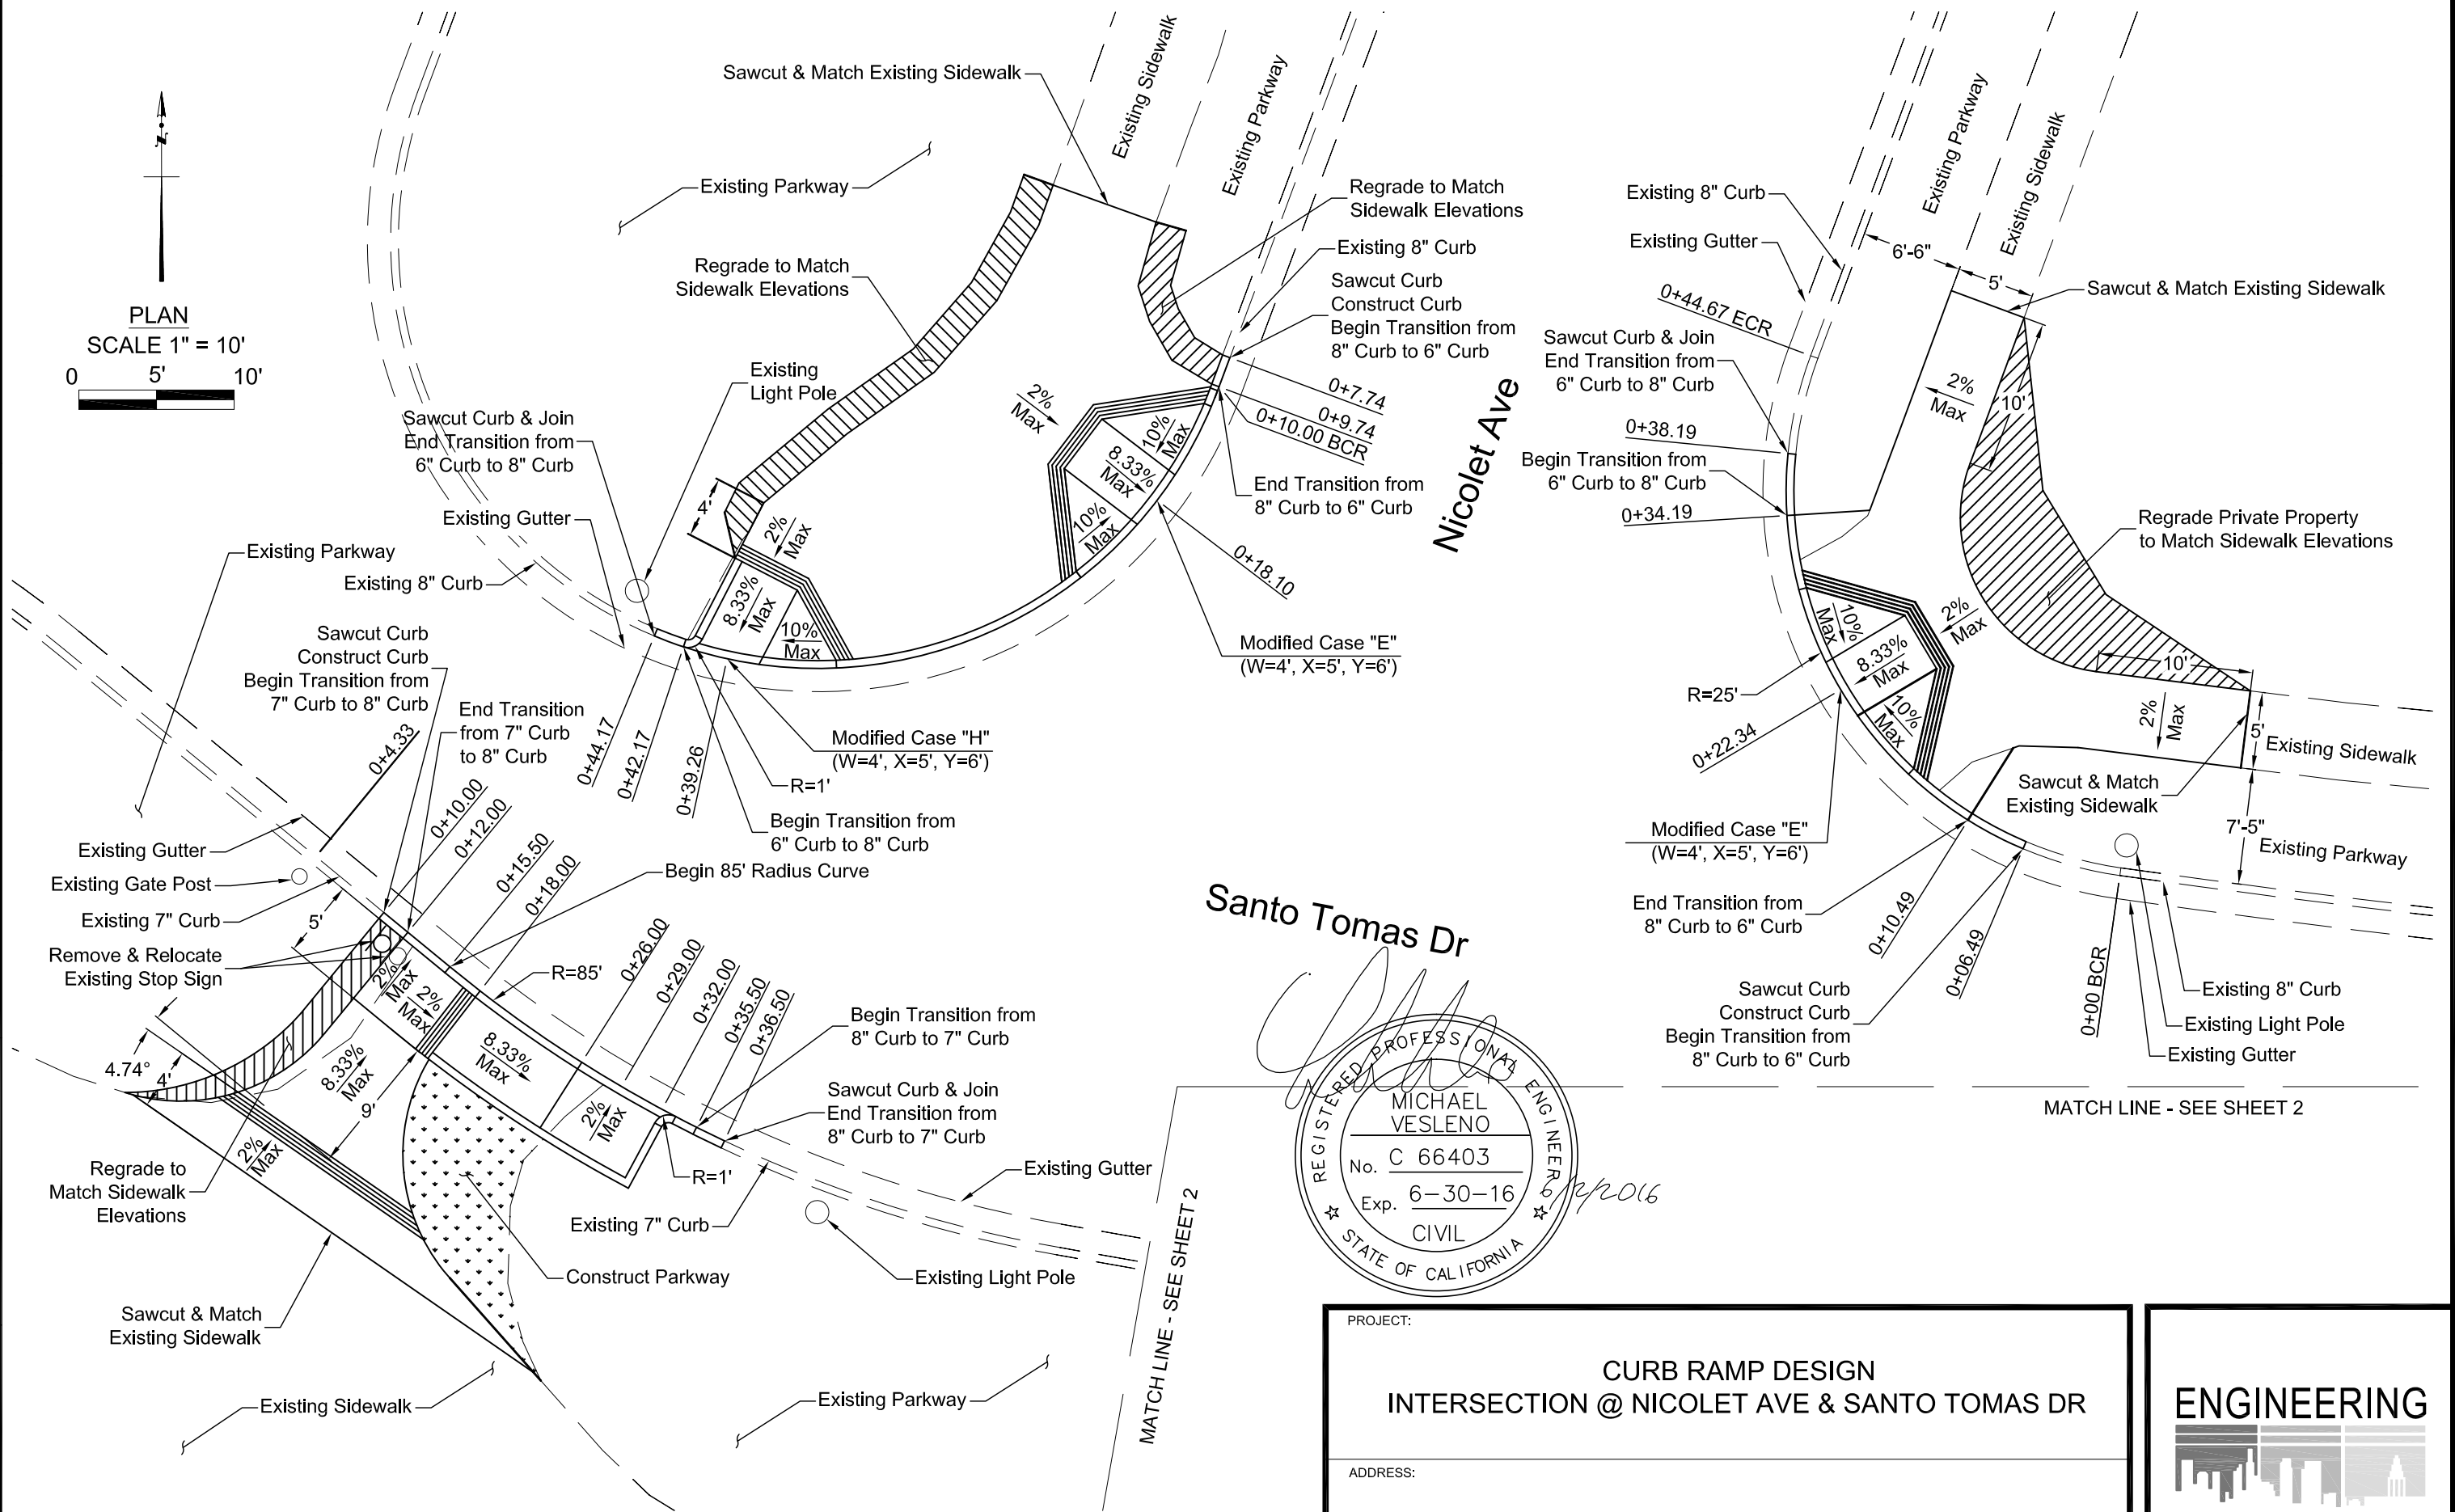 N
PLAN
SCALE 1" = 10'
0 5' 10'
Sawcut & Match Existing Sidewalk
Existing Sidewalk
Existing Parkway
Existing Parkway
Regrade to Match
Sidewalk Elevations
Regrade to Match
Sidewalk Elevations
Existing 8" Curb
Sawcut Curb
Construct Curb
Begin Transition from
8" Curb to 6" Curb
Existing
Light Pole
Sawcut Curb & Join
End Transition from
6" Curb to 8" Curb
Existing Gutter
Existing 8" Curb
2%
Max
10%
Max
8.33%
Max
10%
Max
0+7.74
0+9.74
0+10.00 BCR
End Transition from
8" Curb to 6" Curb
0+18.10
Modified Case "E"
(W=4', X=5', Y=6')
4'
2%
Max
8.33%
Max
10%
Max
0+44.17
0+42.17
0+39.26
Modified Case "H"
(W=4', X=5', Y=6')
R=1'
Begin Transition from
6" Curb to 8" Curb
Nicolet Ave
Santo Tomas Dr
Existing Parkway
Existing Sidewalk
Existing 8" Curb
Existing Gutter
6'-6"
5'
Sawcut & Match Existing Sidewalk
0+44.67 ECR
Sawcut Curb & Join
End Transition from
6" Curb to 8" Curb
0+38.19
Begin Transition from
6" Curb to 8" Curb
0+34.19
2%
Max
10'
Regrade Private Property
to Match Sidewalk Elevations
10%
Max
8.33%
Max
10%
Max
2%
Max
10'
R=25'
0+22.34
2%
Max
5'
Existing Sidewalk
Sawcut & Match
Existing Sidewalk
7'-5"
Existing Parkway
Modified Case "E"
(W=4', X=5', Y=6')
End Transition from
8" Curb to 6" Curb
0+10.49
0+06.49
0+00 BCR
Sawcut Curb
Construct Curb
Begin Transition from
8" Curb to 6" Curb
Existing 8" Curb
Existing Light Pole
Existing Gutter
MATCH LINE - SEE SHEET 2
Existing Parkway
Sawcut Curb
Construct Curb
Begin Transition from
7" Curb to 8" Curb
End Transition
from 7" Curb
to 8" Curb
0+4.33
0+10.00
0+12.00
0+15.50
0+18.00
Begin 85' Radius Curve
R=85'
0+26.00
0+29.00
0+32.00
0+35.50
0+36.50
Existing Gutter
Existing Gate Post
Existing 7" Curb
Remove & Relocate
Existing Stop Sign
5'
2%
Max
2%
Max
8.33%
Max
8.33%
Max
2%
Max
2%
Max
4.74°
4'
9'
Begin Transition from
8" Curb to 7" Curb
Sawcut Curb & Join
End Transition from
8" Curb to 7" Curb
R=1'
Regrade to
Match Sidewalk
Elevations
Existing 7" Curb
Existing Gutter
Existing Light Pole
Construct Parkway
Sawcut & Match
Existing Sidewalk
Existing Sidewalk
Existing Parkway
MATCH LINE - SEE SHEET 2
REGISTERED PROFESSIONAL ENGINEER
MICHAEL
VESLENO
No. C 66403
Exp. 6-30-16
CIVIL
STATE OF CALIFORNIA
PROJECT:
CURB RAMP DESIGN
INTERSECTION @ NICOLET AVE & SANTO TOMAS DR
ADDRESS:
ENGINEERING